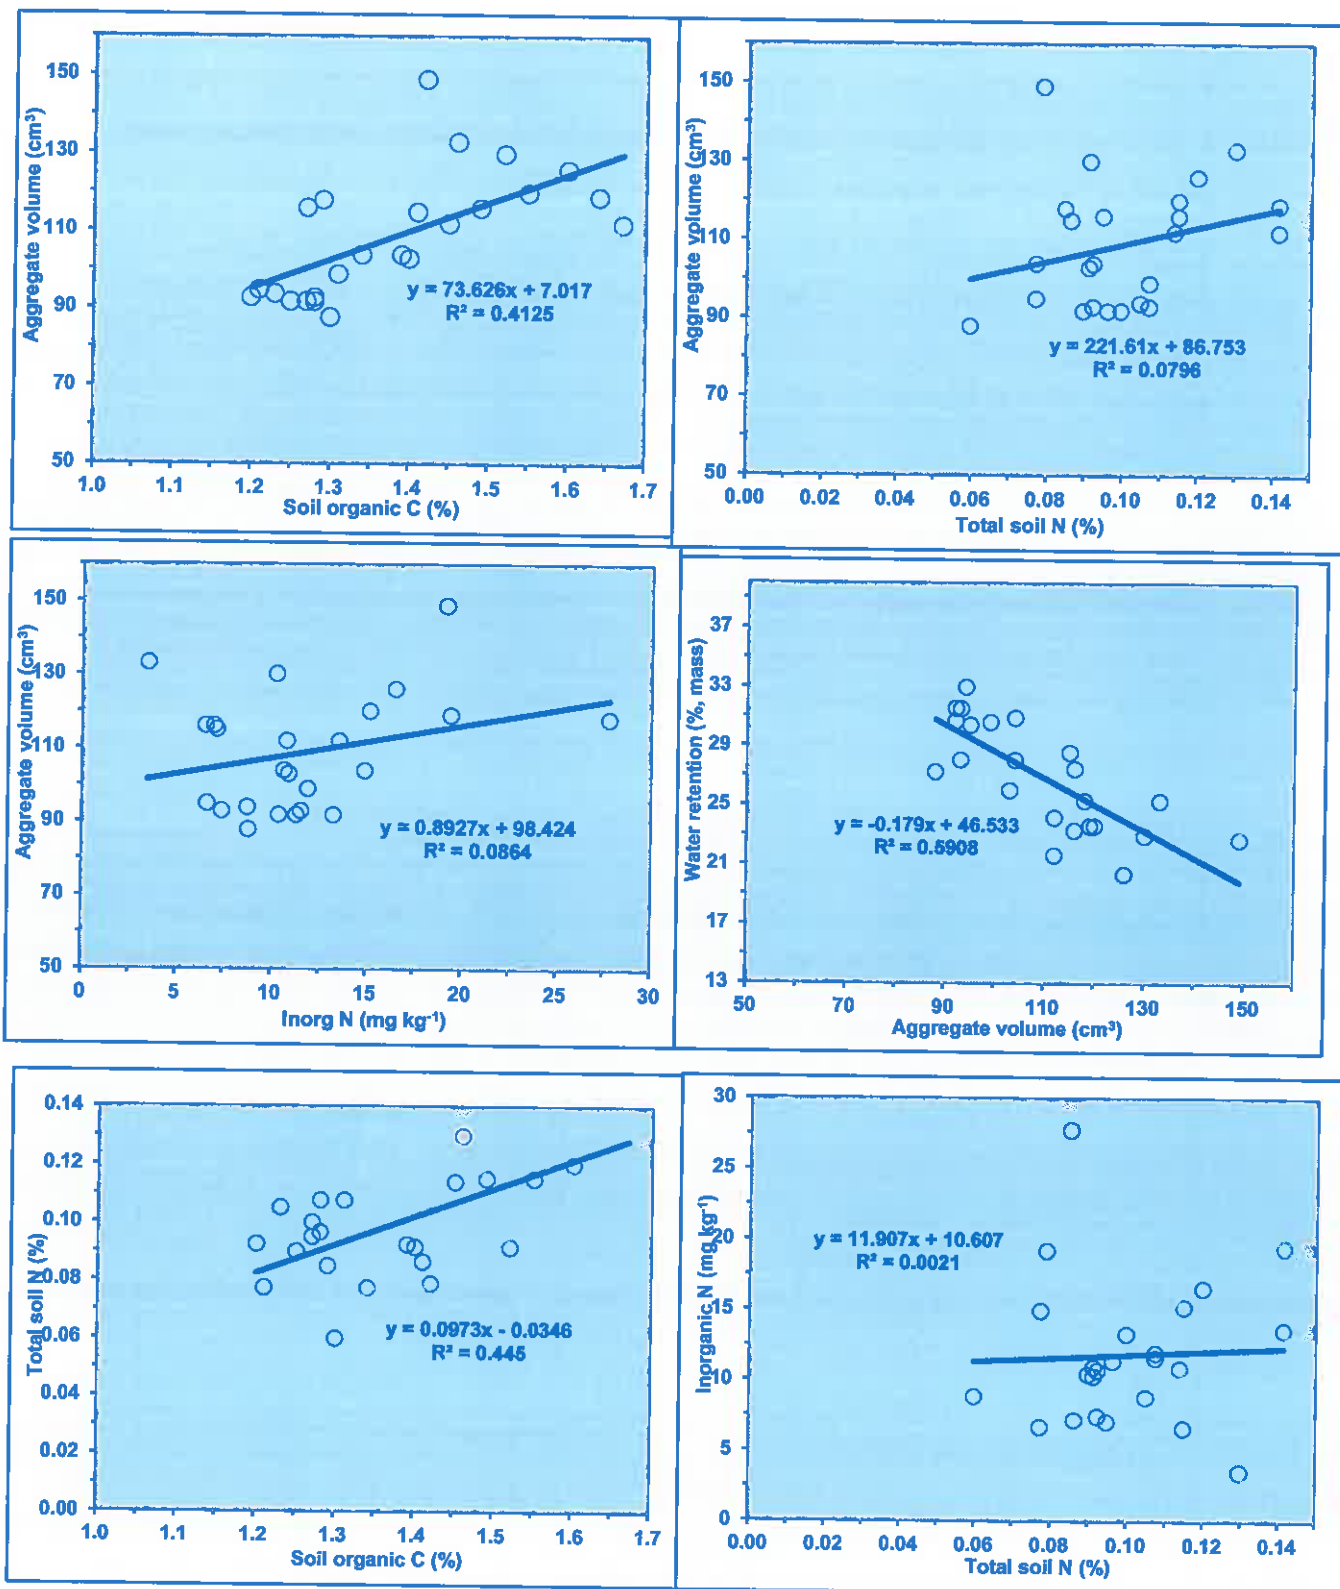 150
130
110
90
70
50
Aggregate volume (cm³)
y = 73.626x + 7.017
R² = 0.4125
1.0 1.1 1.2 1.3 1.4 1.5 1.6 1.7
Soil organic C (%)
150
130
110
90
70
50
Aggregate volume (cm³)
y = 221.61x + 86.753
R² = 0.0796
0.00 0.02 0.04 0.06 0.08 0.10 0.12 0.14
Total soil N (%)
150
130
110
90
70
50
Aggregate volume (cm³)
y = 0.8927x + 98.424
R² = 0.0864
0 5 10 15 20 25 30
Inorg N (mg kg⁻¹)
37
33
29
25
21
17
13
Water retention (%, mass)
y = -0.179x + 46.533
R² = 0.5908
50 70 90 110 130 150
Aggregate volume (cm³)
0.14
0.12
0.10
0.08
0.06
0.04
0.02
0.00
Total soil N (%)
y = 0.0973x - 0.0346
R² = 0.445
1.0 1.1 1.2 1.3 1.4 1.5 1.6 1.7
Soil organic C (%)
30
25
20
15
10
5
0
Inorganic N (mg kg⁻¹)
y = 11.907x + 10.607
R² = 0.0021
0.00 0.02 0.04 0.06 0.08 0.10 0.12 0.14
Total soil N (%)